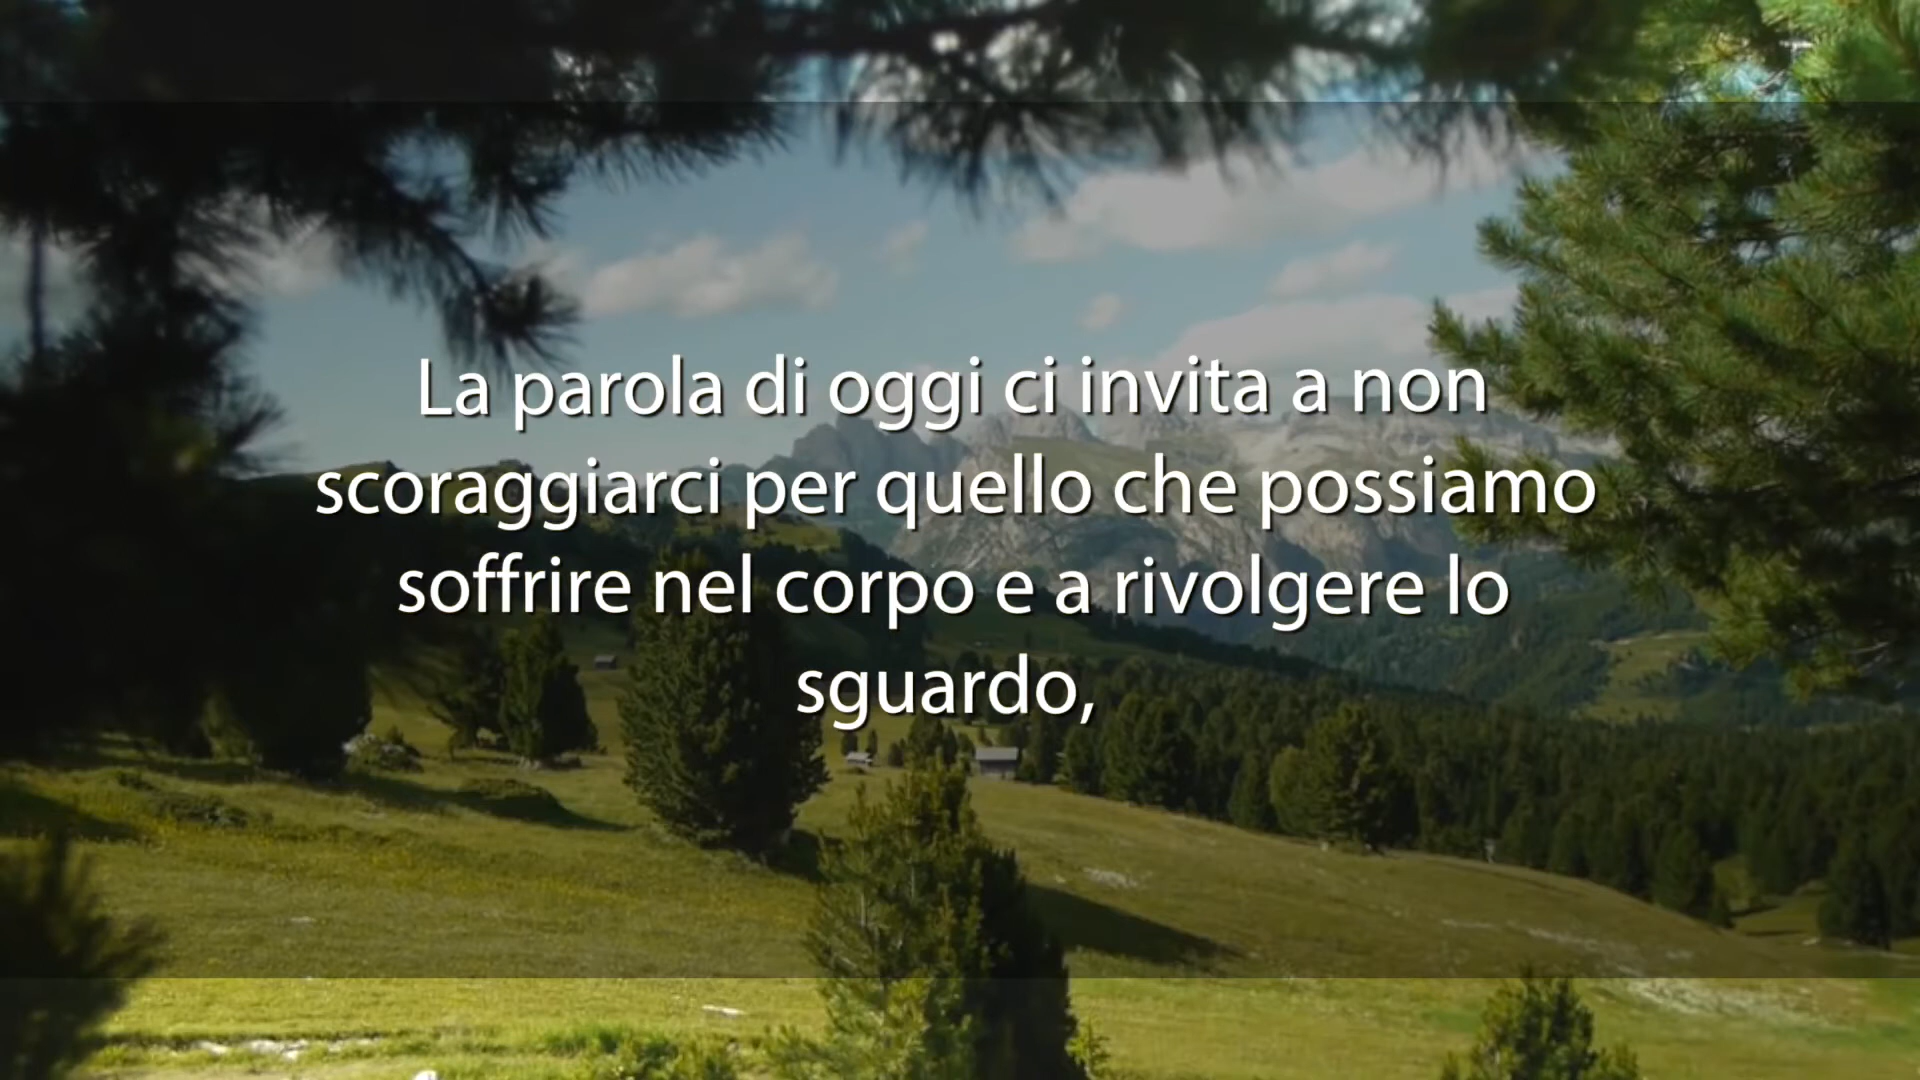 La parola di oggi ci invita a non
scoraggiarci per quello che possiamo
soffrire nel corpo e a rivolgere lo
sguardo,